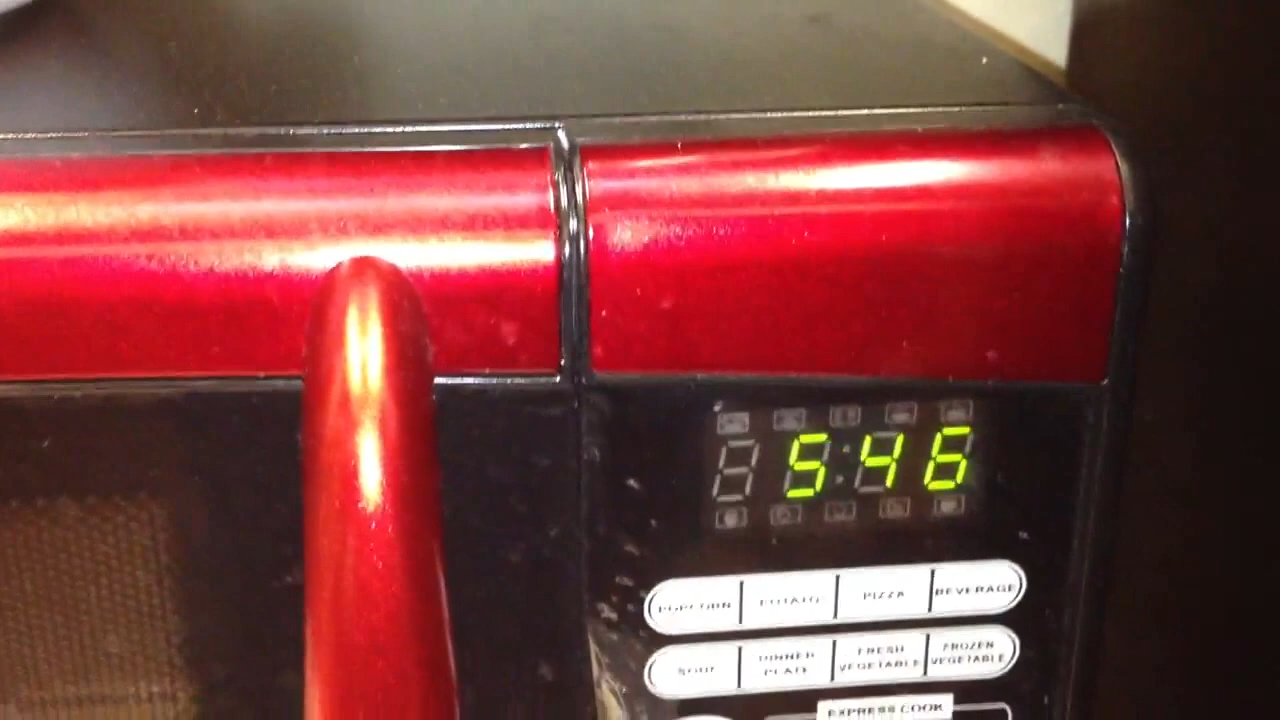 5:46
POPCORN POTATO PIZZA BEVERAGE
SOUP DINNER PLATE FRESH VEGETABLE FROZEN VEGETABLE
EXPRESS COOK